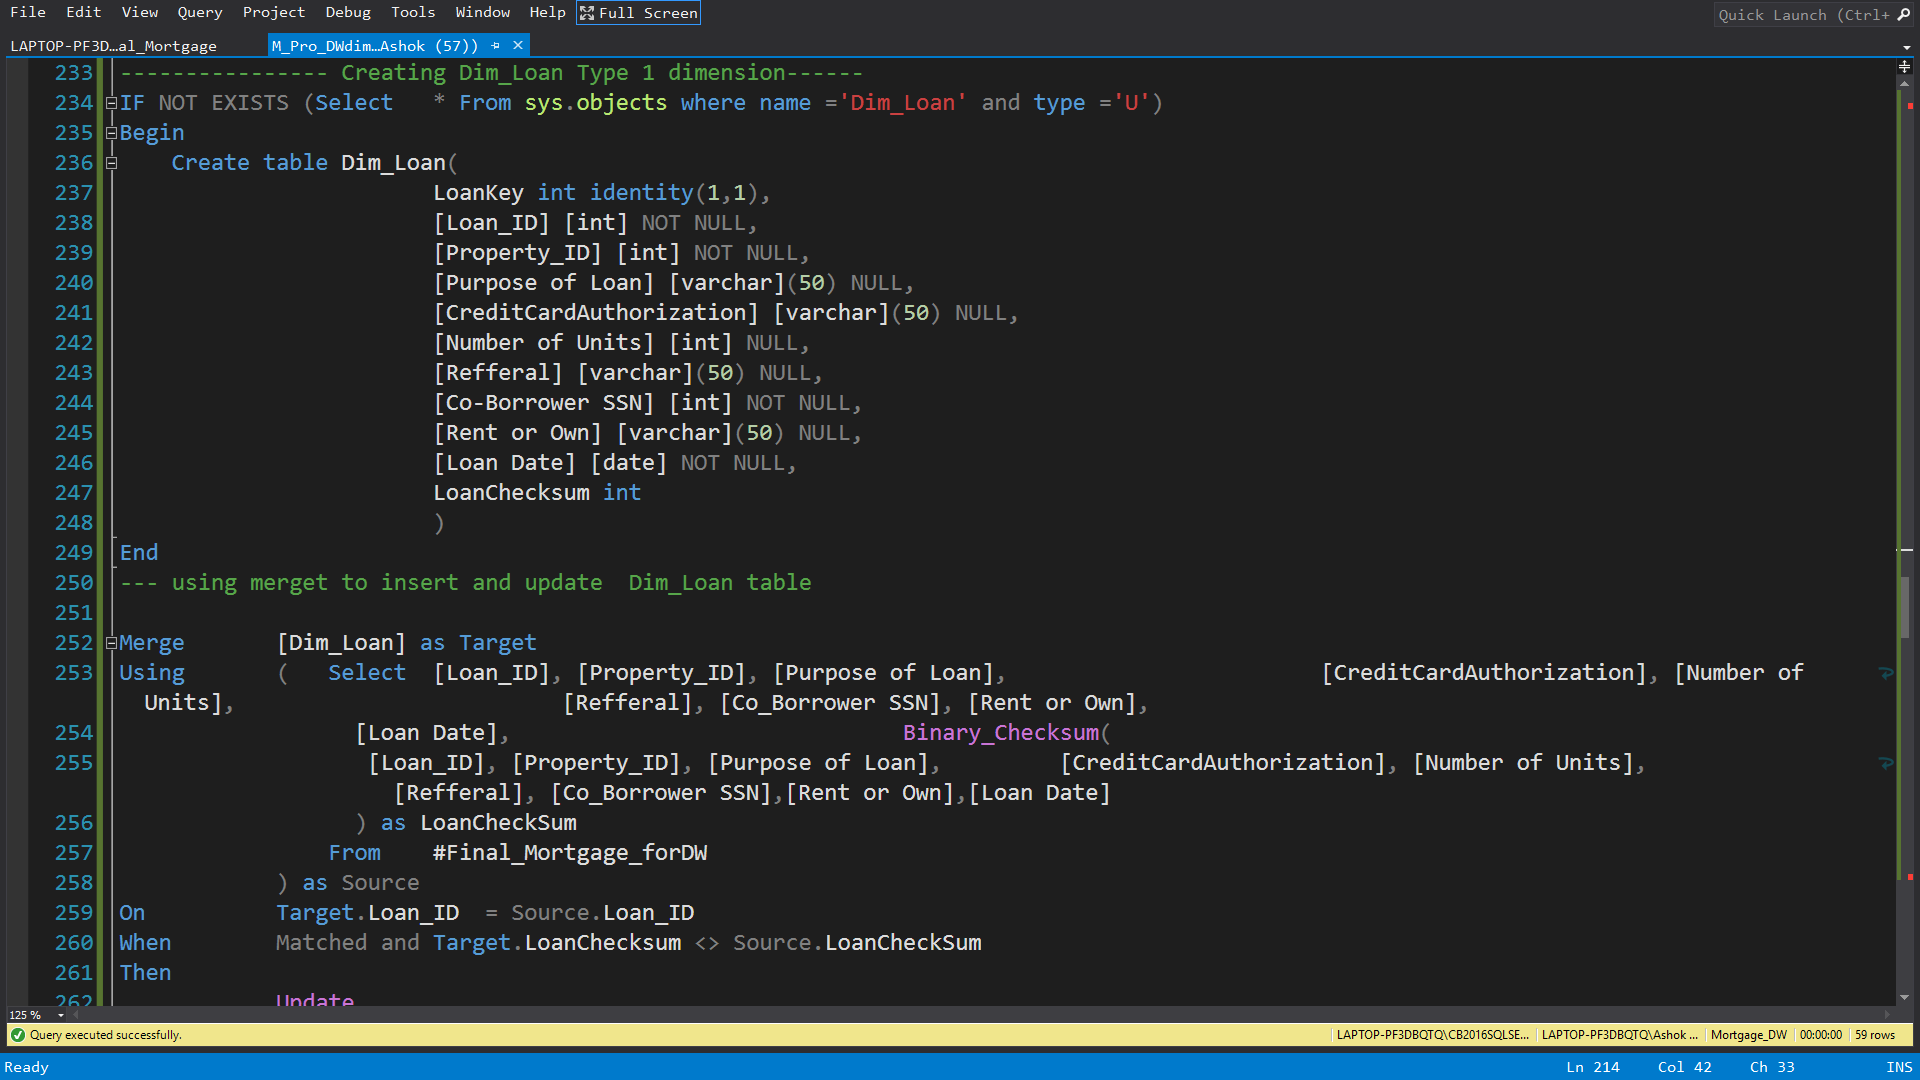 File Edit View Query Project Debug Tools Window Help Full Screen
Quick Launch (Ctrl+
LAPTOP-PF3D...al_Mortgage M_Pro_DWdim...Ashok (57))
233 ---------------- Creating Dim_Loan Type 1 dimension------
234 IF NOT EXISTS (Select * From sys.objects where name ='Dim_Loan' and type ='U')
235 Begin
236 Create table Dim_Loan(
237 LoanKey int identity(1,1),
238 [Loan_ID] [int] NOT NULL,
239 [Property_ID] [int] NOT NULL,
240 [Purpose of Loan] [varchar](50) NULL,
241 [CreditCardAuthorization] [varchar](50) NULL,
242 [Number of Units] [int] NULL,
243 [Refferal] [varchar](50) NULL,
244 [Co-Borrower SSN] [int] NOT NULL,
245 [Rent or Own] [varchar](50) NULL,
246 [Loan Date] [date] NOT NULL,
247 LoanChecksum int
248 )
249 End
250 --- using merget to insert and update  Dim_Loan table
251
252 Merge [Dim_Loan] as Target
253 Using ( Select [Loan_ID], [Property_ID], [Purpose of Loan], [CreditCardAuthorization], [Number of
Units], [Refferal], [Co_Borrower SSN], [Rent or Own],
254 [Loan Date], Binary_Checksum(
255 [Loan_ID], [Property_ID], [Purpose of Loan], [CreditCardAuthorization], [Number of Units],
[Refferal], [Co_Borrower SSN],[Rent or Own],[Loan Date]
256 ) as LoanCheckSum
257 From #Final_Mortgage_forDW
258 ) as Source
259 On Target.Loan_ID = Source.Loan_ID
260 When Matched and Target.LoanChecksum <> Source.LoanCheckSum
261 Then
262 Update
125 %
Query executed successfully. LAPTOP-PF3DBQTQ\CB2016SQLSE... LAPTOP-PF3DBQTQ\Ashok ... Mortgage_DW 00:00:00 59 rows
Ready Ln 214 Col 42 Ch 33 INS